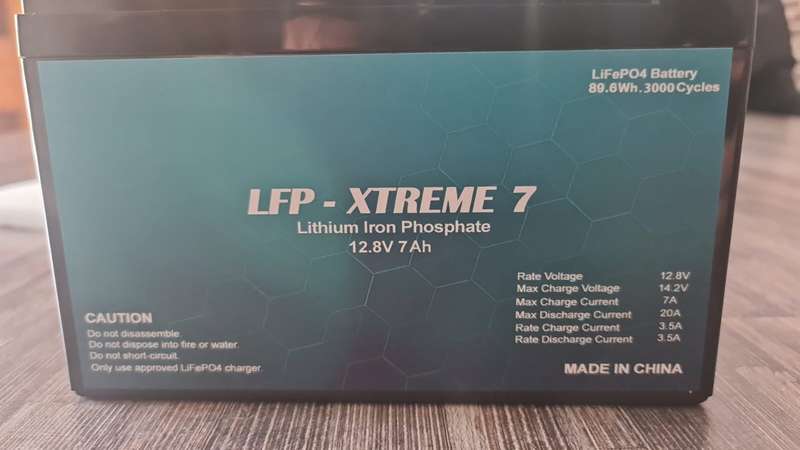 LiFePO4 Battery
89.6Wh.3000Cycles
LFP - XTREME 7
Lithium Iron Phosphate
12.8V 7Ah
Rate Voltage 12.8V
Max Charge Voltage 14.2V
Max Charge Current 7A
Max Discharge Current 20A
Rate Charge Current 3.5A
Rate Discharge Current 3.5A
CAUTION
Do not disassemble.
Do not dispose into fire or water.
Do not short-circuit.
Only use approved LiFePO4 charger.
MADE IN CHINA